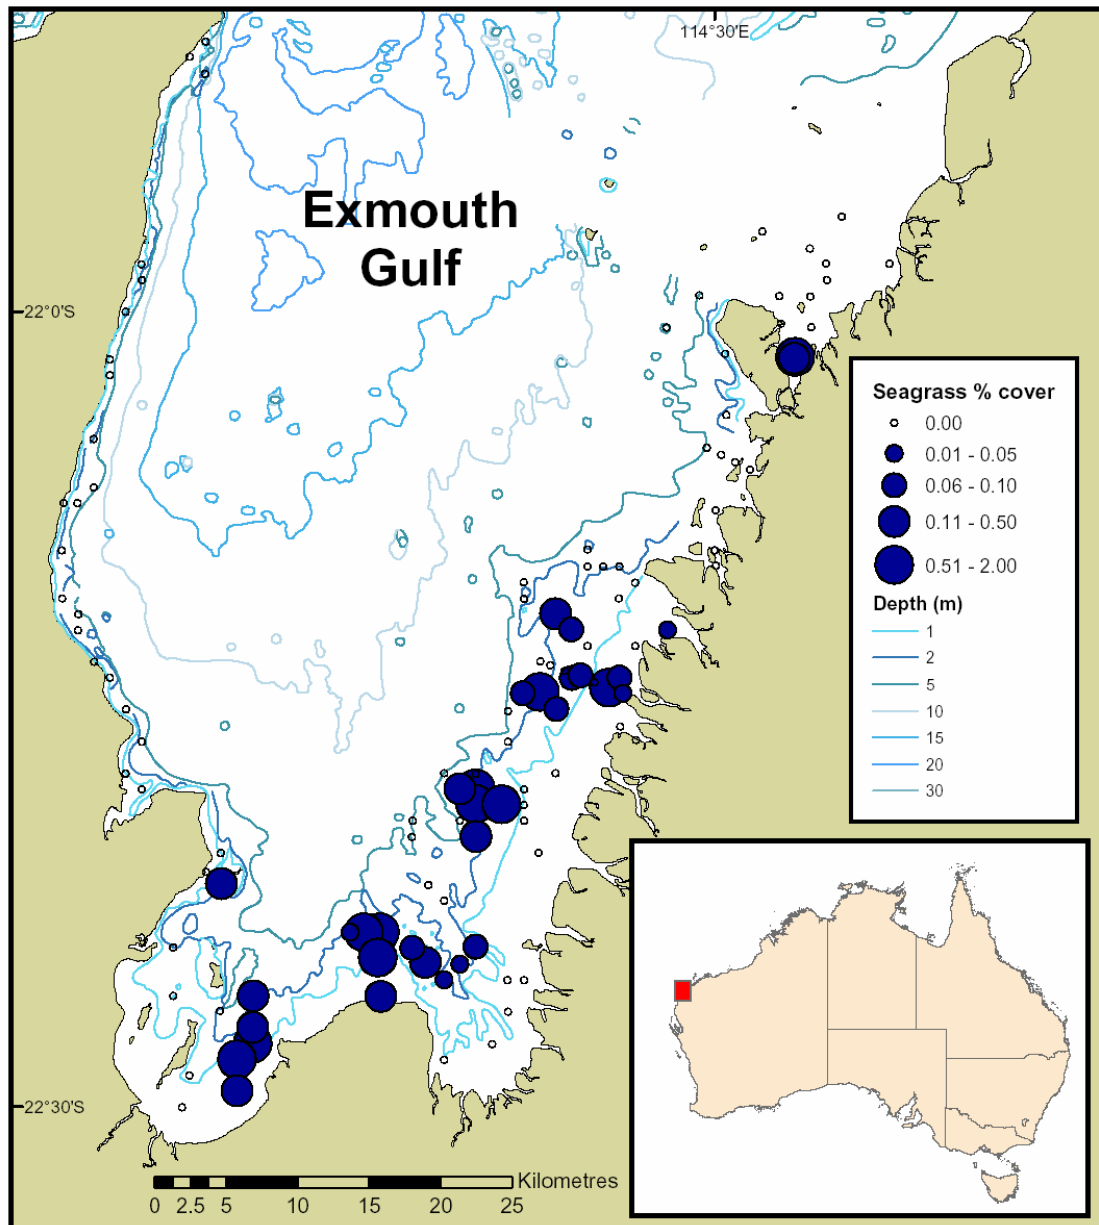 114°30'E
Exmouth
Gulf
22°0'S
Seagrass % cover
0.00
0.01 - 0.05
0.06 - 0.10
0.11 - 0.50
0.51 - 2.00
Depth (m)
1
2
5
10
15
20
30
22°30'S
Kilometres
0 2.5 5 10 15 20 25